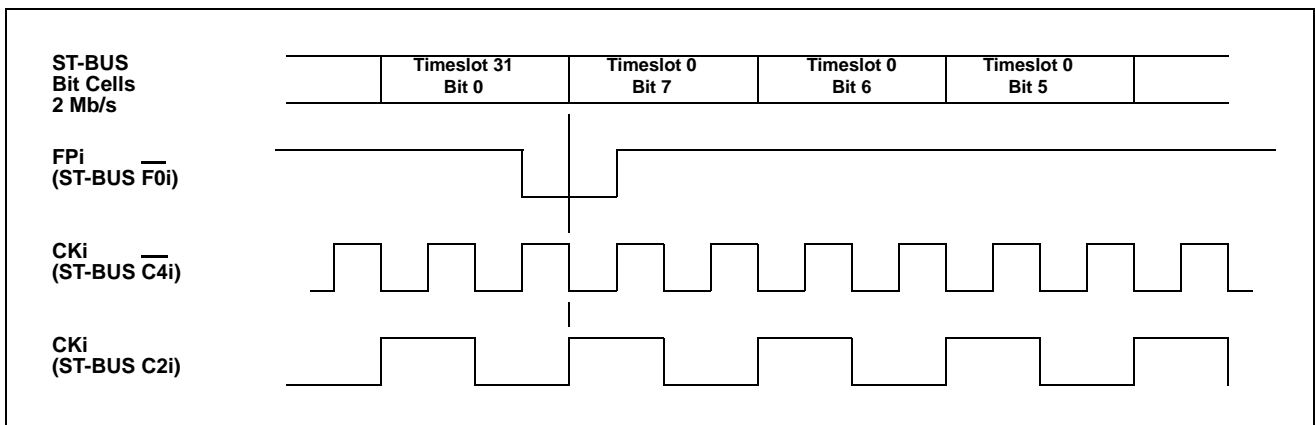 ST-BUS
Bit Cells
2 Mb/s
Timeslot 31
Bit 0
Timeslot 0
Bit 7
Timeslot 0
Bit 6
Timeslot 0
Bit 5
FPi
(ST-BUS F0i)
CKi
(ST-BUS C4i)
CKi
(ST-BUS C2i)